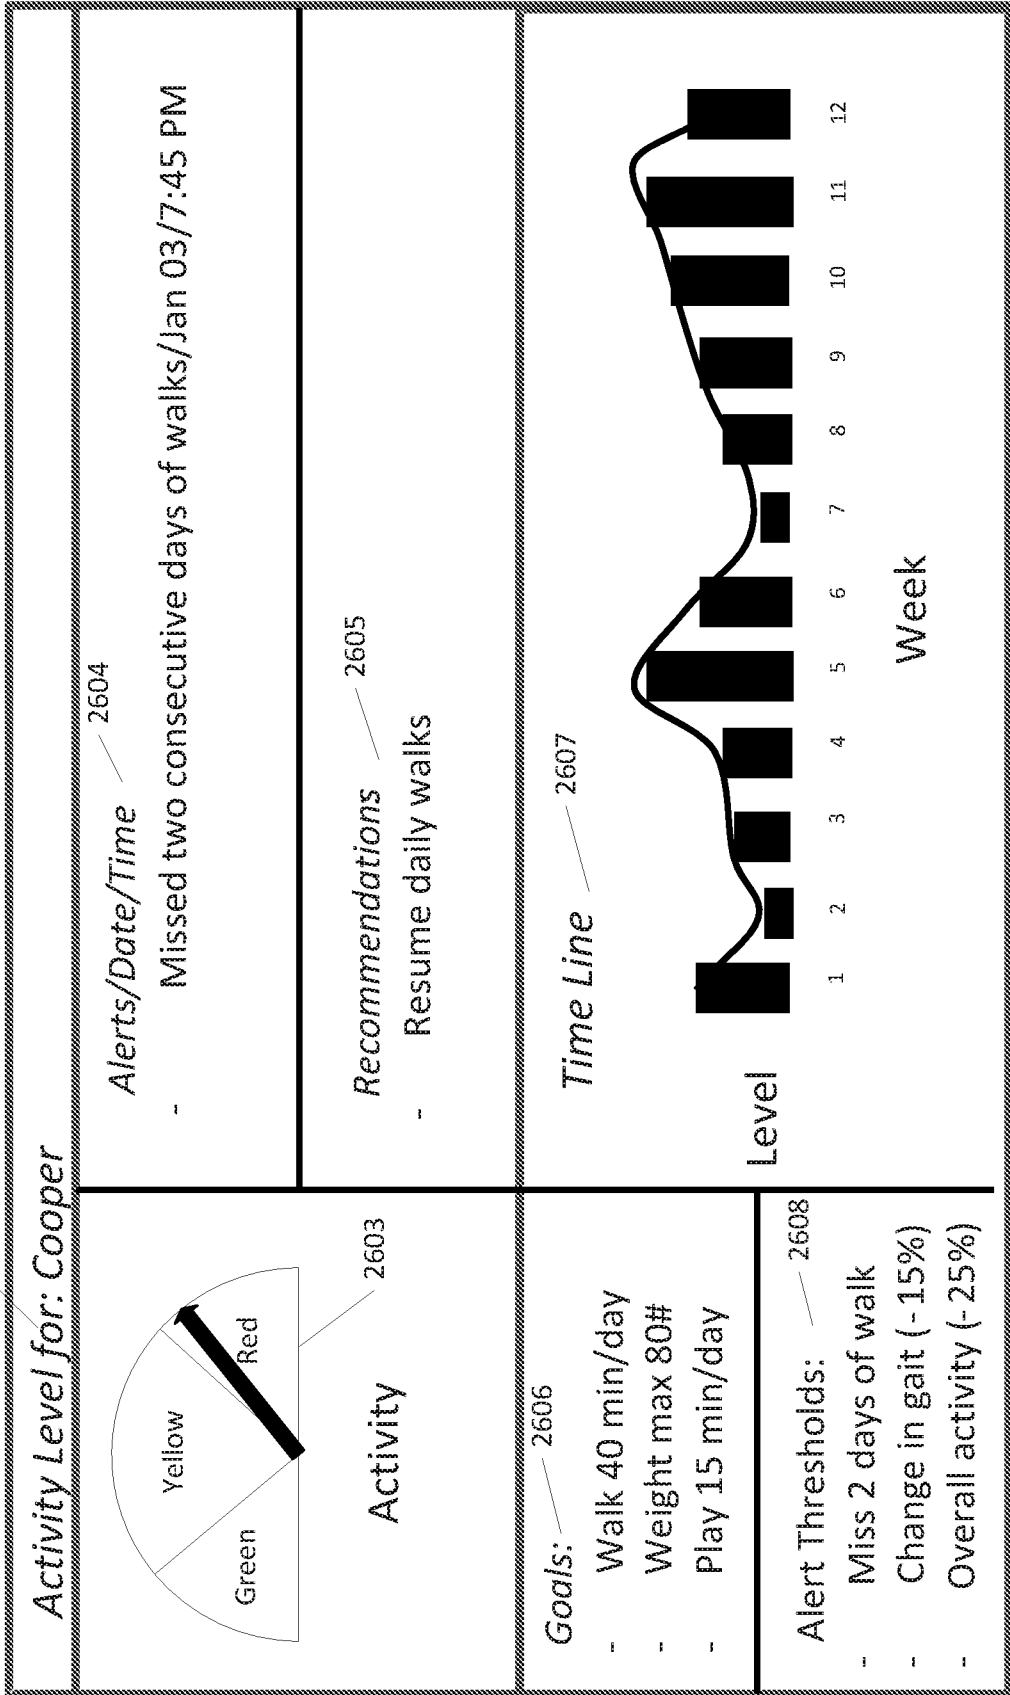 Activity Level for: Cooper
Green
Yellow
Red
2603
Activity
Alerts/Date/Time
2604
- Missed two consecutive days of walks/Jan 03/7:45 PM
Recommendations
2605
- Resume daily walks
Goals:
2606
- Walk 40 min/day
- Weight max 80#
- Play 15 min/day
Alert Thresholds:
2608
- Miss 2 days of walk
- Change in gait (-15%)
- Overall activity (-25%)
Time Line
2607
Level
1 2 3 4 5 6 7 8 9 10 11 12
Week